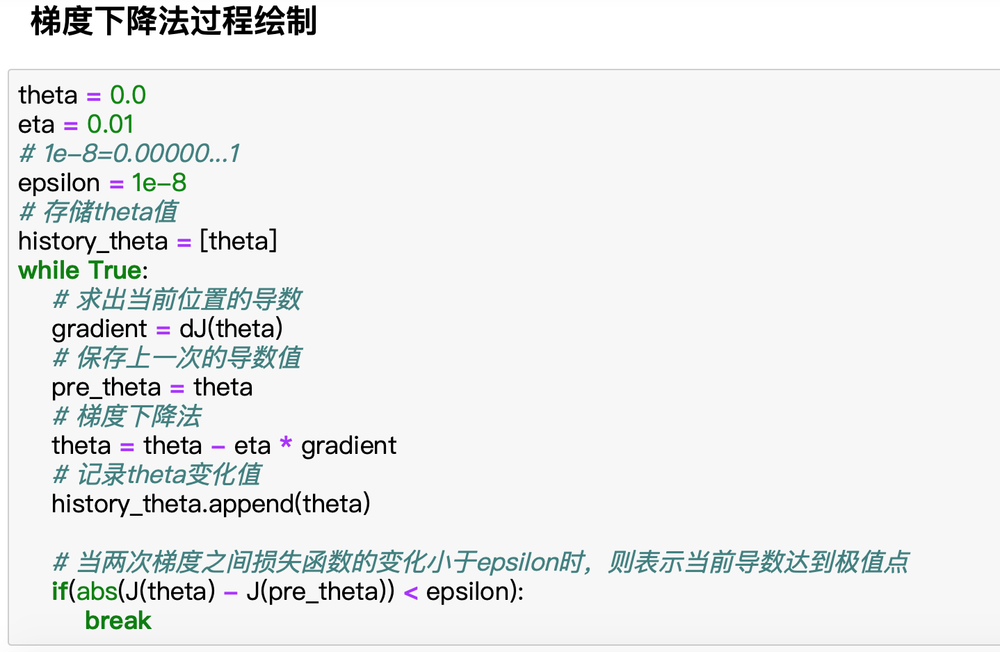 梯度下降法过程绘制
theta = 0.0
eta = 0.01
# 1e-8=0.00000...1
epsilon = 1e-8
# 存储theta值
history_theta = [theta]
while True:
# 求出当前位置的导数
gradient = dJ(theta)
# 保存上一次的导数值
pre_theta = theta
# 梯度下降法
theta = theta - eta * gradient
# 记录theta变化值
history_theta.append(theta)
# 当两次梯度之间损失函数的变化小于epsilon时，则表示当前导数达到极值点
if(abs(J(theta) - J(pre_theta)) < epsilon):
break